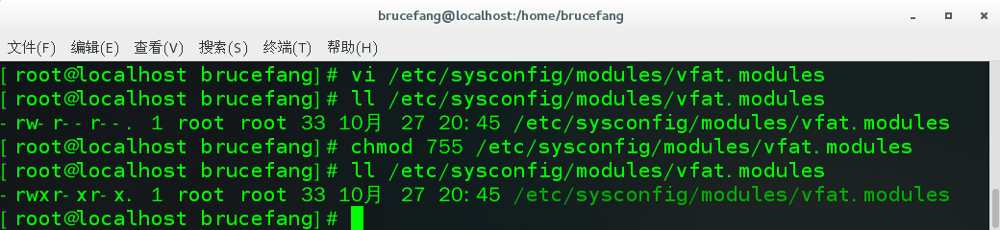 brucefang@localhost:/home/brucefang
文件(F) 编辑(E) 查看(V) 搜索(S) 终端(T) 帮助(H)
[root@localhost brucefang]# vi /etc/sysconfig/modules/vfat.modules
[root@localhost brucefang]# ll /etc/sysconfig/modules/vfat.modules
-rw-r--r--. 1 root root 33 10月 27 20:45 /etc/sysconfig/modules/vfat.modules
[root@localhost brucefang]# chmod 755 /etc/sysconfig/modules/vfat.modules
[root@localhost brucefang]# ll /etc/sysconfig/modules/vfat.modules
-rwxr-xr-x. 1 root root 33 10月 27 20:45 /etc/sysconfig/modules/vfat.modules
[root@localhost brucefang]#